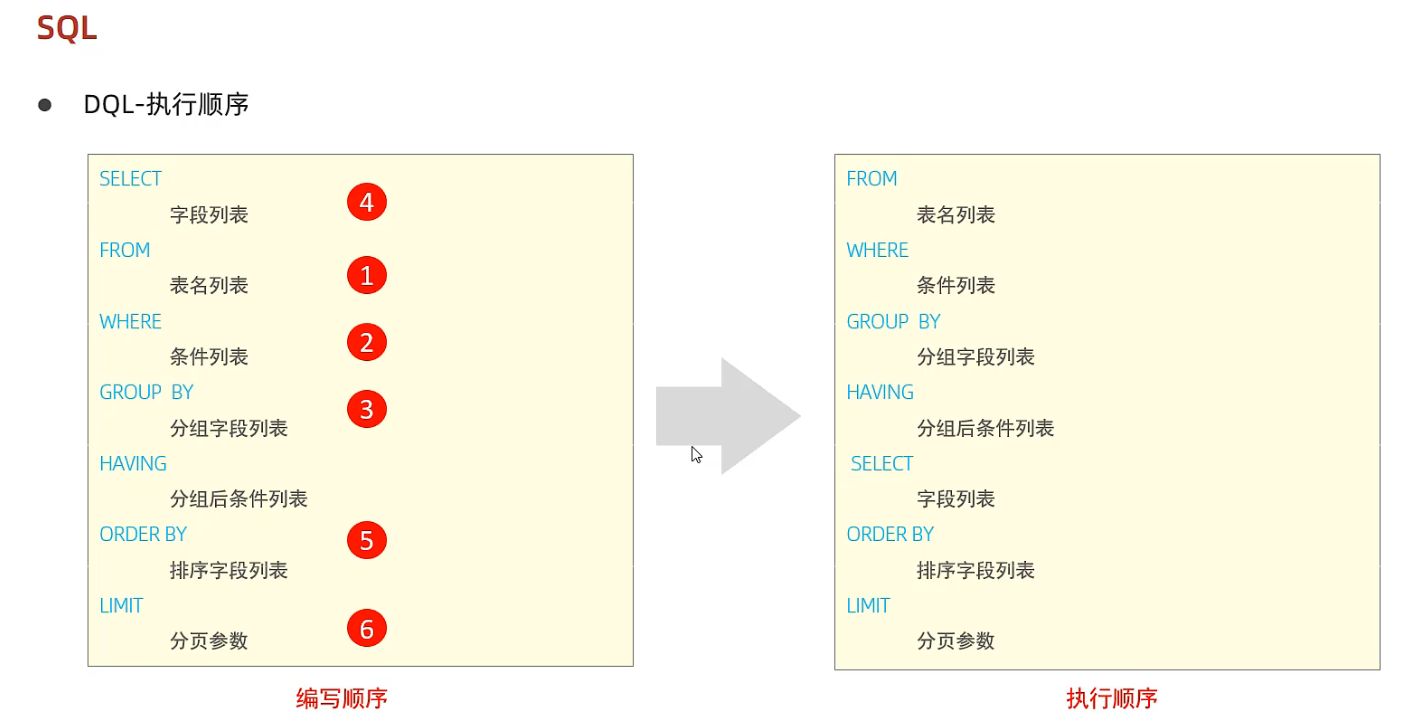 SQL
DQL-执行顺序
SELECT
4
字段列表
FROM
1
表名列表
WHERE
2
条件列表
GROUP BY
3
分组字段列表
HAVING
分组后条件列表
ORDER BY
5
排序字段列表
LIMIT
6
分页参数
编写顺序
FROM
表名列表
WHERE
条件列表
GROUP BY
分组字段列表
HAVING
分组后条件列表
SELECT
字段列表
ORDER BY
排序字段列表
LIMIT
分页参数
执行顺序